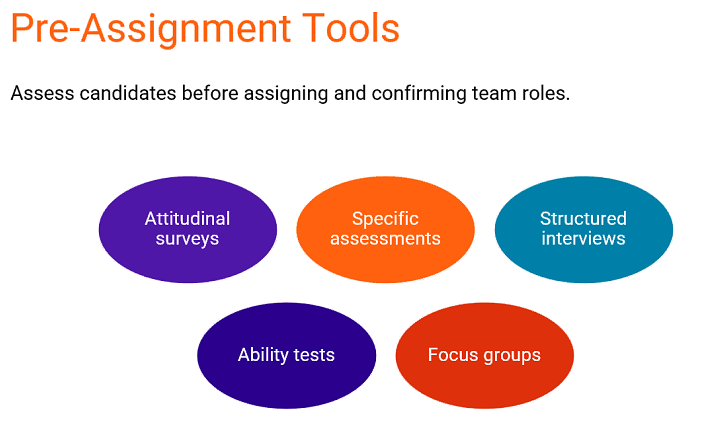 Pre-Assignment Tools
Assess candidates before assigning and confirming team roles.
Attitudinal
surveys
Specific
assessments
Structured
interviews
Ability tests
Focus groups